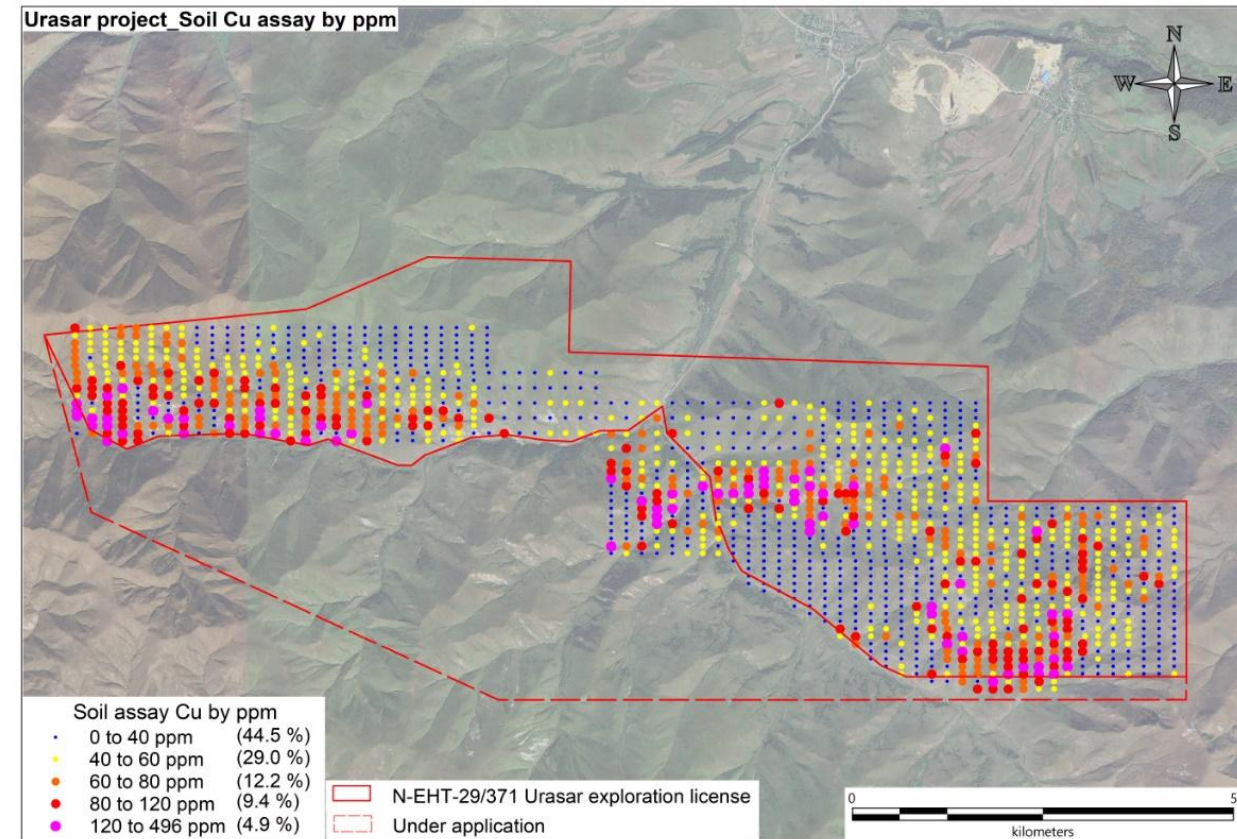 Urasar project_Soil Cu assay by ppm
N
W E
S
Soil assay Cu by ppm
0 to 40 ppm (44.5 %)
40 to 60 ppm (29.0 %)
60 to 80 ppm (12.2 %)
80 to 120 ppm (9.4 %)
120 to 496 ppm (4.9 %)
N-EHT-29/371 Urasar exploration license
Under application
0 5
kilometers